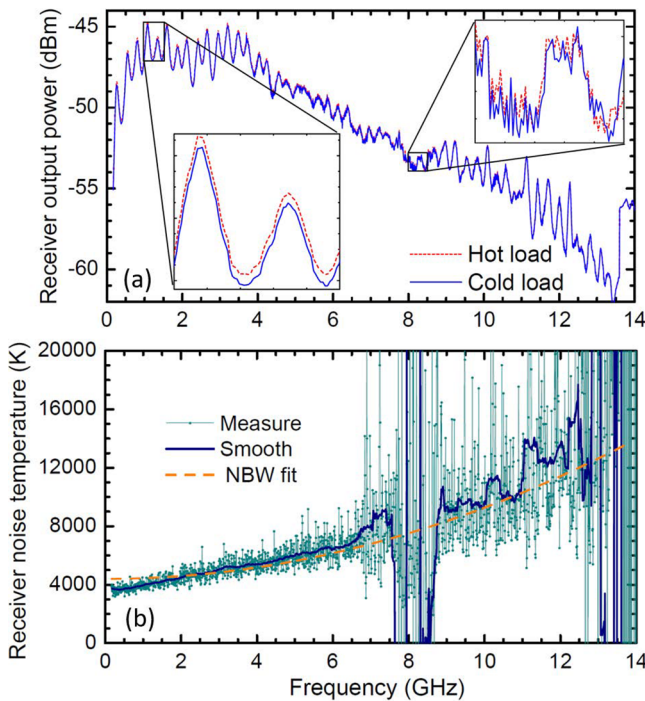 Receiver output power (dBm)
-45
-50
-55
-60
(a)
Hot load
Cold load
0 2 4 6 8 10 12 14
Receiver noise temperature (K)
20000
16000
12000
8000
4000
0
Measure
Smooth
NBW fit
(b)
0 2 4 6 8 10 12 14
Frequency (GHz)